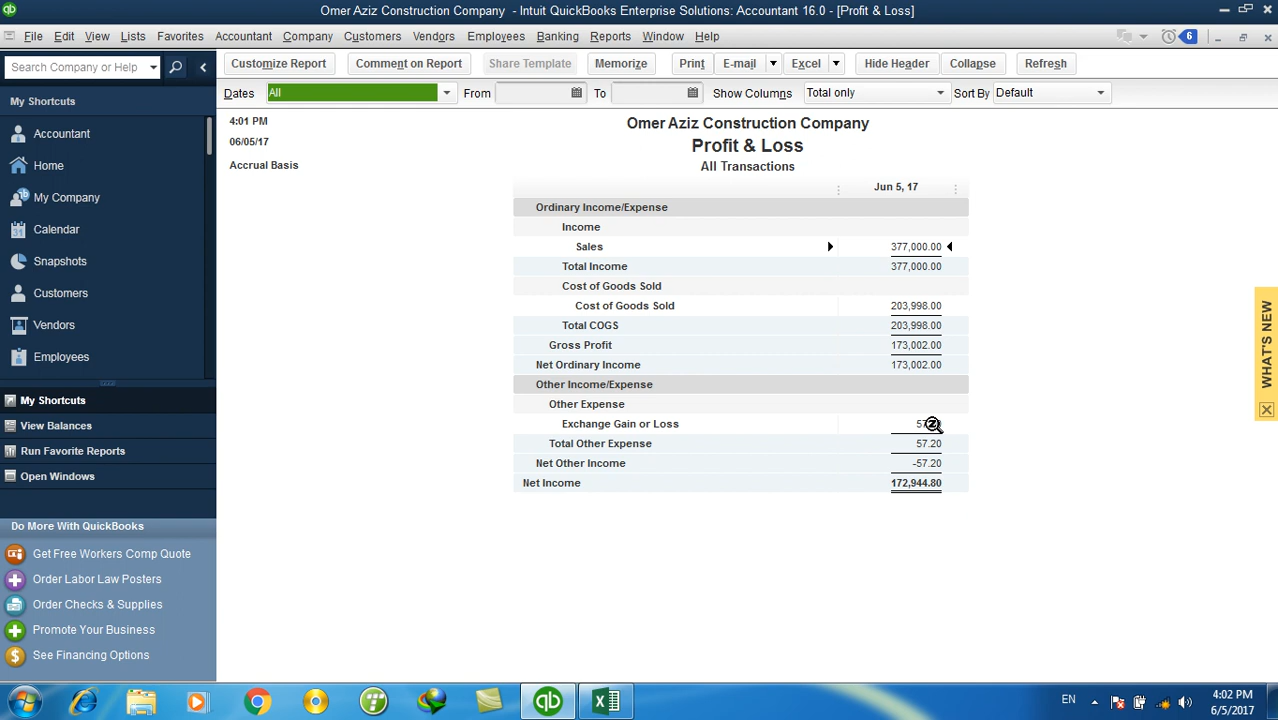 Omer Aziz Construction Company - Intuit QuickBooks Enterprise Solutions: Accountant 16.0 - [Profit & Loss]
File Edit View Lists Favorites Accountant Company Customers Vendors Employees Banking Reports Window Help 6
Search Company or Help Customize Report Comment on Report Share Template Memorize Print E-mail Excel Hide Header Collapse Refresh
Dates All From To Show Columns Total only Sort By Default
My Shortcuts
Accountant
Home
My Company
Calendar
Snapshots
Customers
Vendors
Employees
My Shortcuts
View Balances
Run Favorite Reports
Open Windows
Do More With QuickBooks
Get Free Workers Comp Quote
Order Labor Law Posters
Order Checks & Supplies
Promote Your Business
See Financing Options
4:01 PM
06/05/17
Accrual Basis
Omer Aziz Construction Company
Profit & Loss
All Transactions
Jun 5, 17
Ordinary Income/Expense
Income
Sales 377,000.00
Total Income 377,000.00
Cost of Goods Sold
Cost of Goods Sold 203,998.00
Total COGS 203,998.00
Gross Profit 173,002.00
Net Ordinary Income 173,002.00
Other Income/Expense
Other Expense
Exchange Gain or Loss
Total Other Expense 57.20
Net Other Income -57.20
Net Income 172,944.80
WHAT'S NEW
EN 4:02 PM
6/5/2017